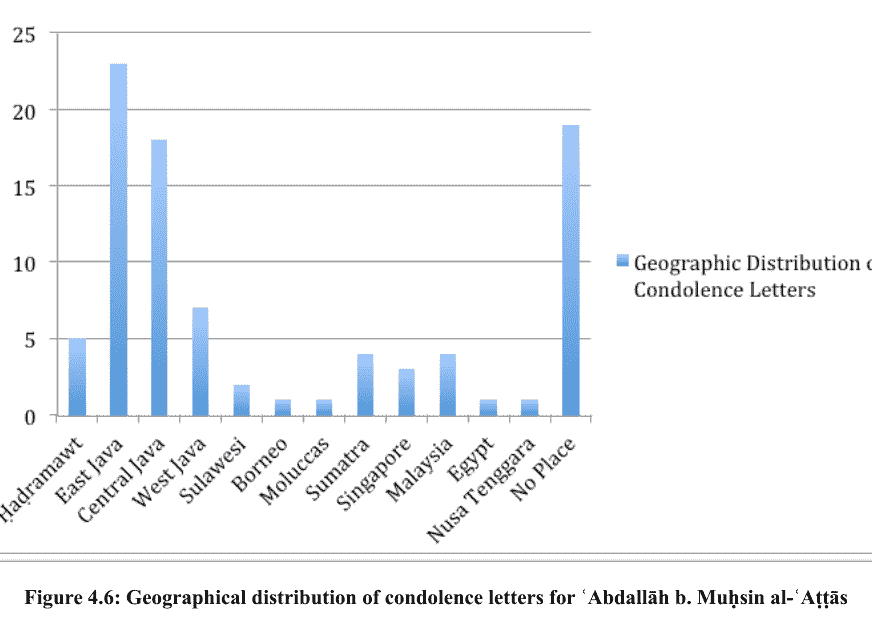 25
20
15
10
5
0
Ḥaḍramawt
East Java
Central Java
West Java
Sulawesi
Borneo
Moluccas
Sumatra
Singapore
Malaysia
Egypt
Nusa Tenggara
No Place
Geographic Distribution
Condolence Letters
Figure 4.6: Geographical distribution of condolence letters for ʿAbdallāh b. Muḥsin al-ʿAṭṭās